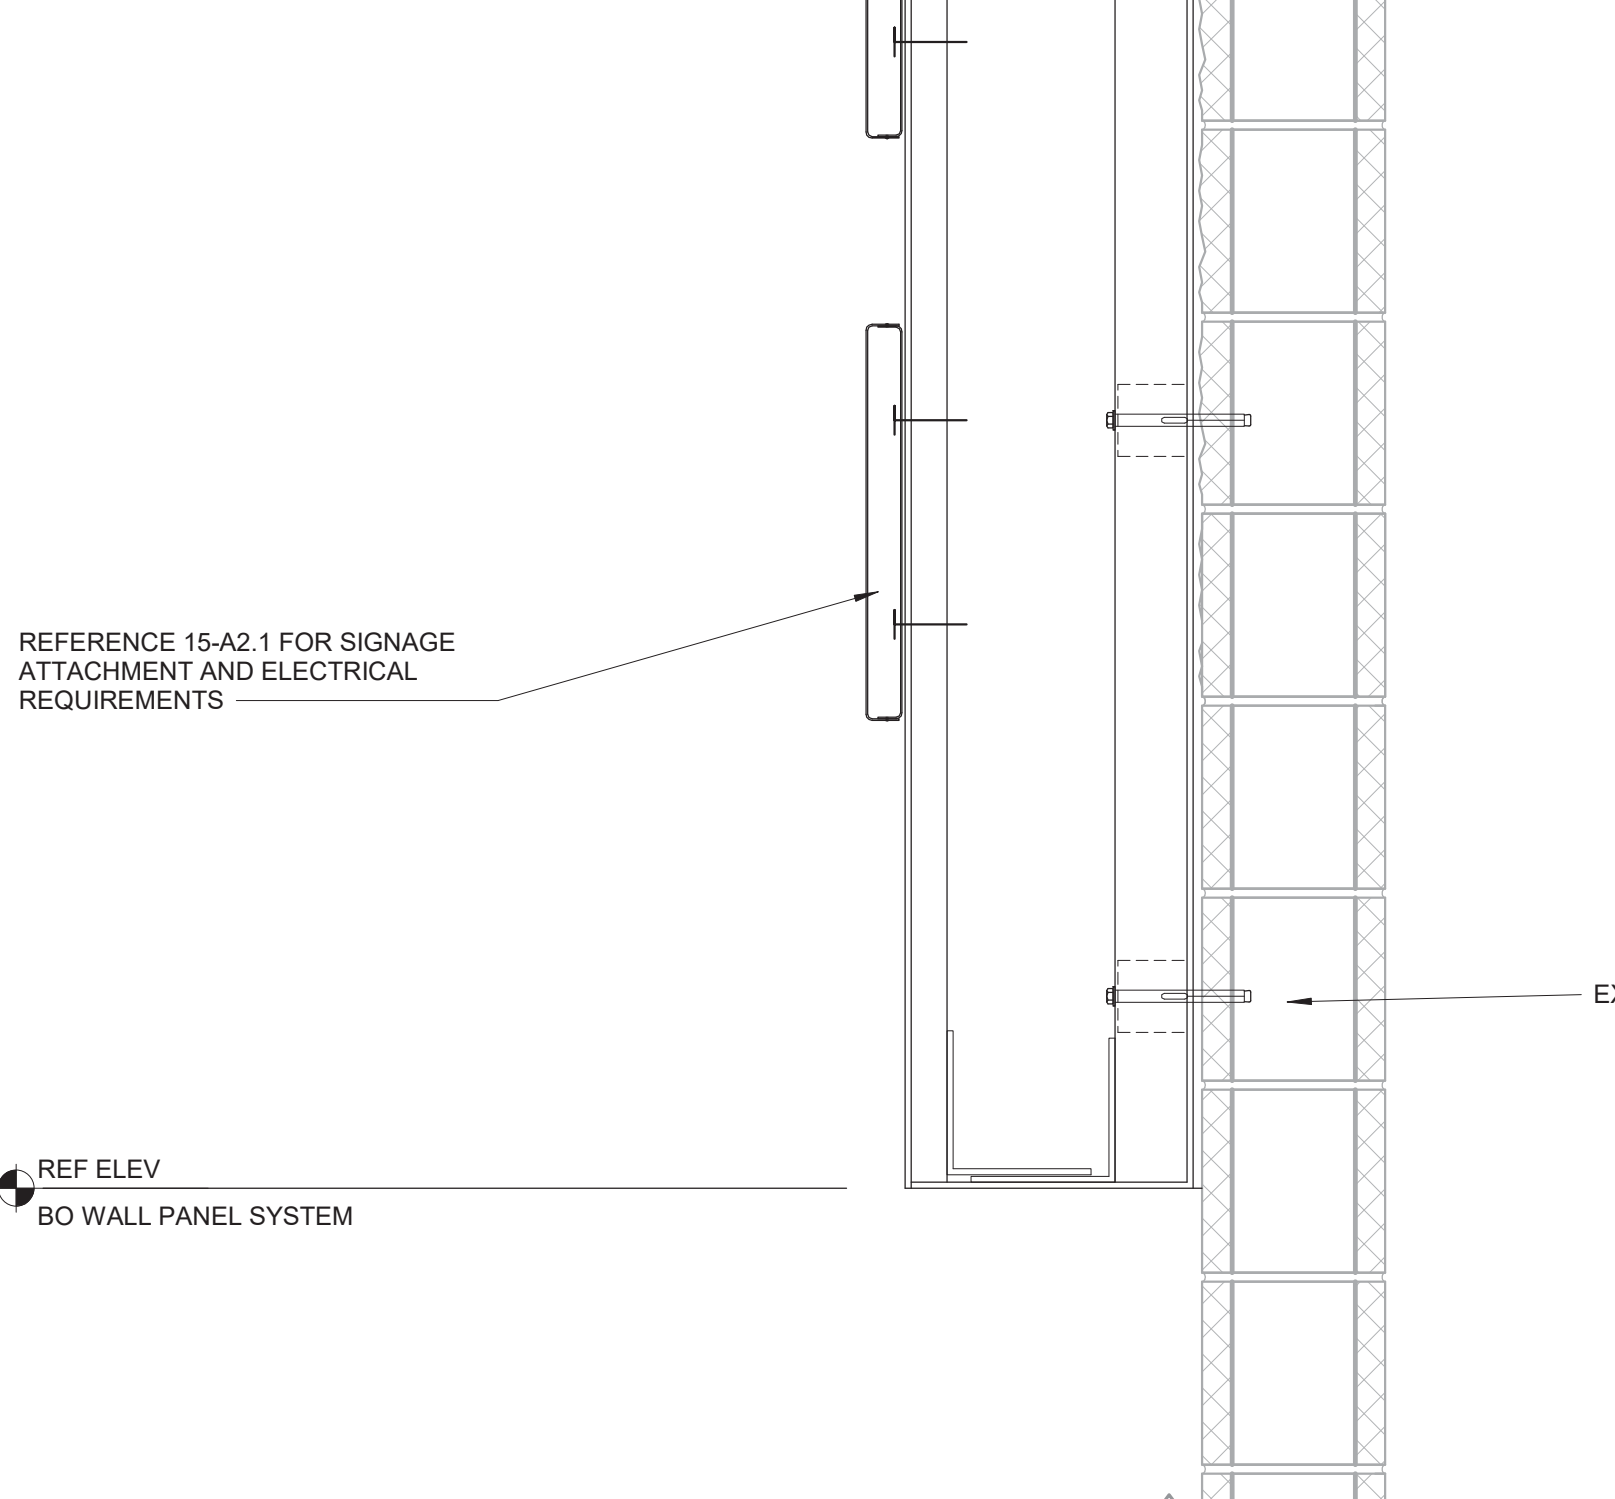 REFERENCE 15-A2.1 FOR SIGNAGE
ATTACHMENT AND ELECTRICAL
REQUIREMENTS
REF ELEV
BO WALL PANEL SYSTEM